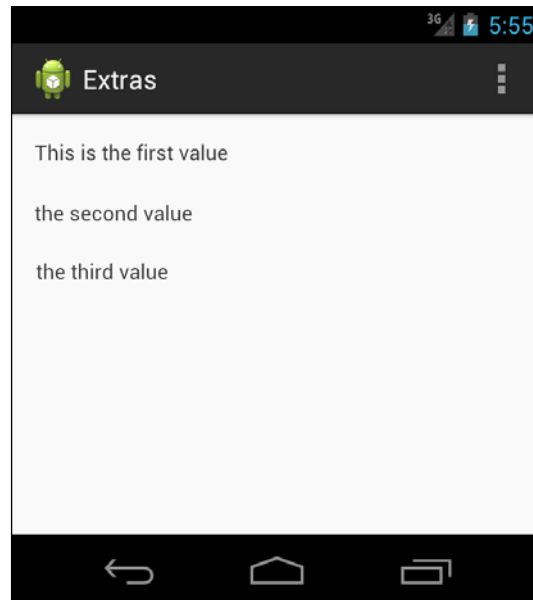 3G 5:55
Extras
This is the first value
the second value
the third value